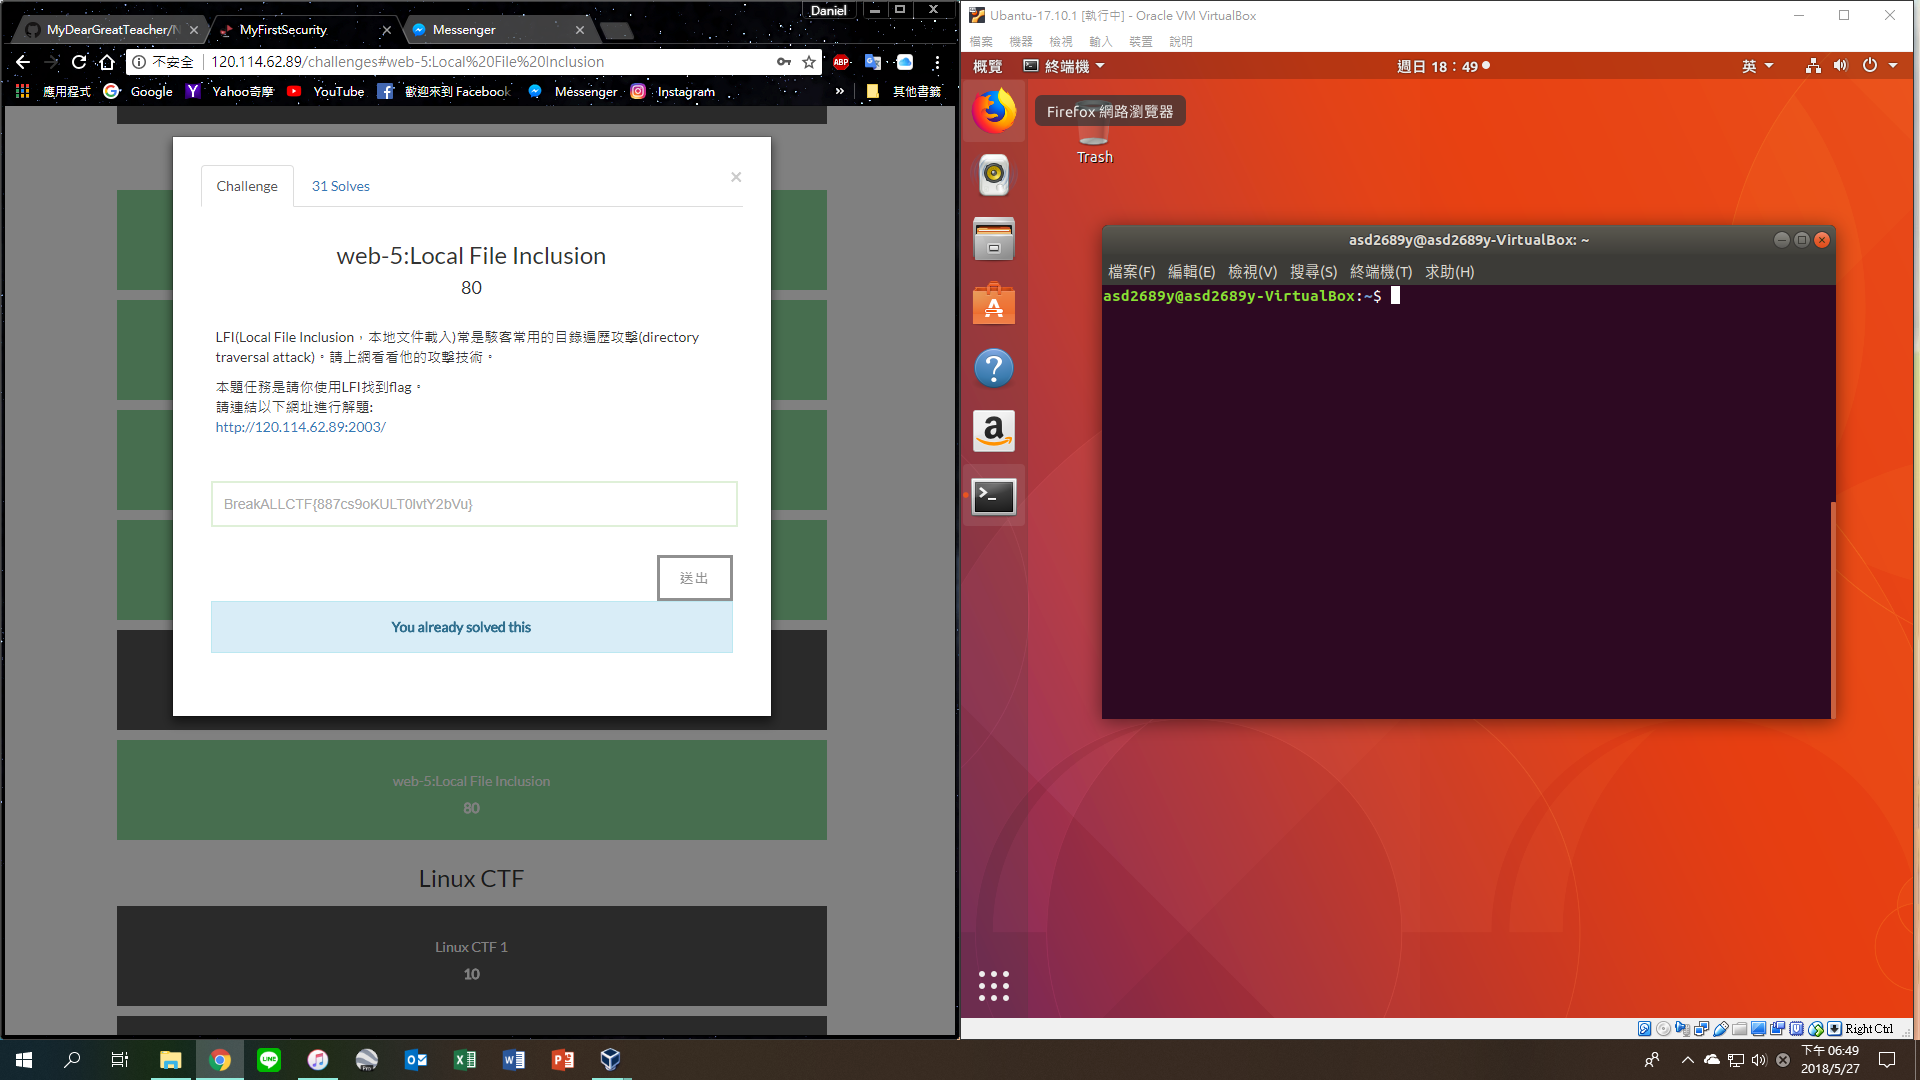 Daniel
MyDearGreatTeacher/N
MyFirstSecurity
Messenger
不安全
120.114.62.89/challenges#web-5:Local%20File%20Inclusion
ABP
應用程式
Google
Yahoo奇摩
YouTube
歡迎來到 Facebook
Messenger
Instagram
»
其他書籤
Challenge
31 Solves
×
web-5:Local File Inclusion
80
LFI(Local File Inclusion,本地文件載入)常是駭客常用的目錄遍歷攻擊(directory
traversal attack)。請上網看看他的攻擊技術。
本題任務是請你使用LFI找到flag。
請連結以下網址進行解題:
http://120.114.62.89:2003/
送出
You already solved this
web-5:Local File Inclusion
80
Linux CTF
Linux CTF 1
10
Ubantu-17.10.1 [執行中] - Oracle VM VirtualBox
檔案 機器 檢視 輸入 裝置 說明
概覽 終端機 週日 18:49 英
Firefox 網路瀏覽器
Trash
asd2689y@asd2689y-VirtualBox: ~
檔案(F) 編輯(E) 檢視(V) 搜尋(S) 終端機(T) 求助(H)
asd2689y@asd2689y-VirtualBox:~$
Right Ctrl
下午 06:49
2018/5/27